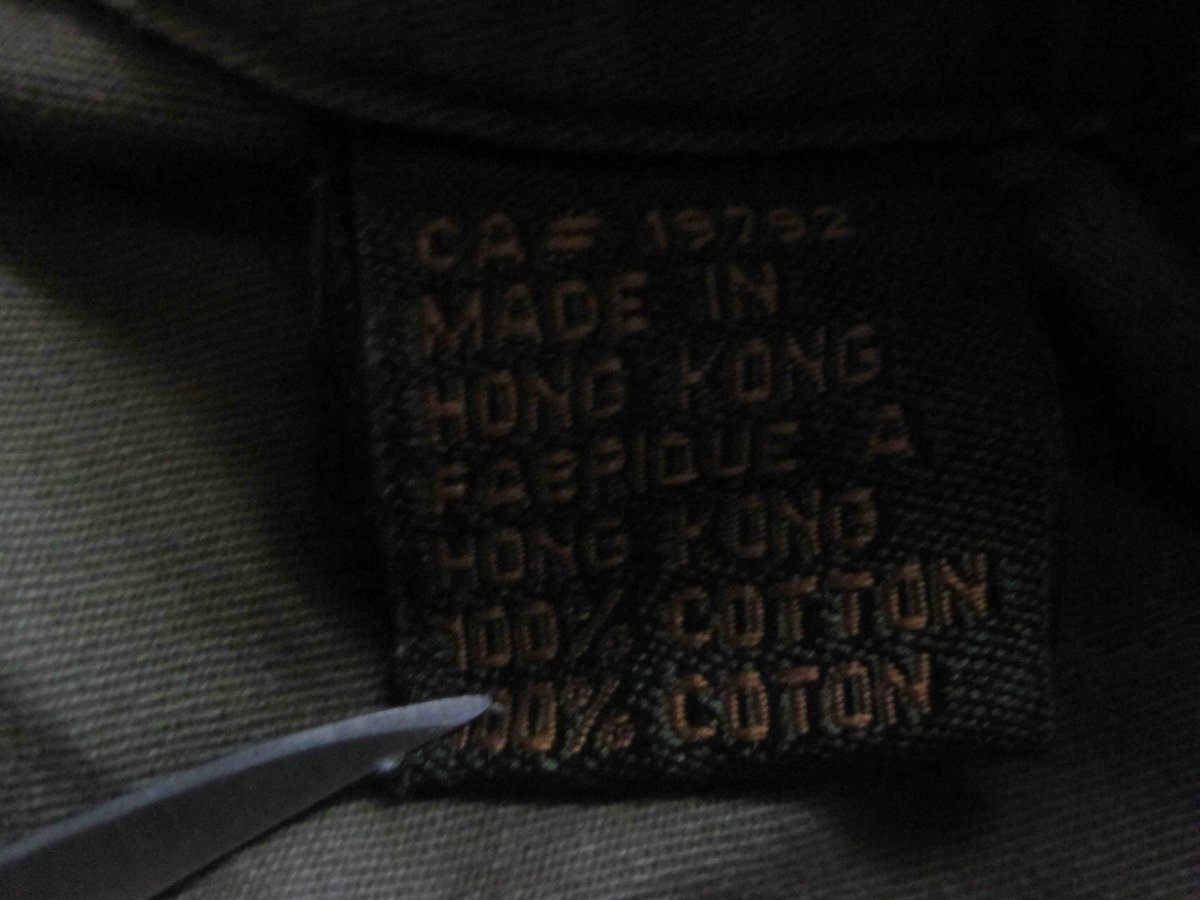 CA# 19792
MADE IN
HONG KONG
FABRIQUE A
HONG KONG
100% COTTON
100% COTON